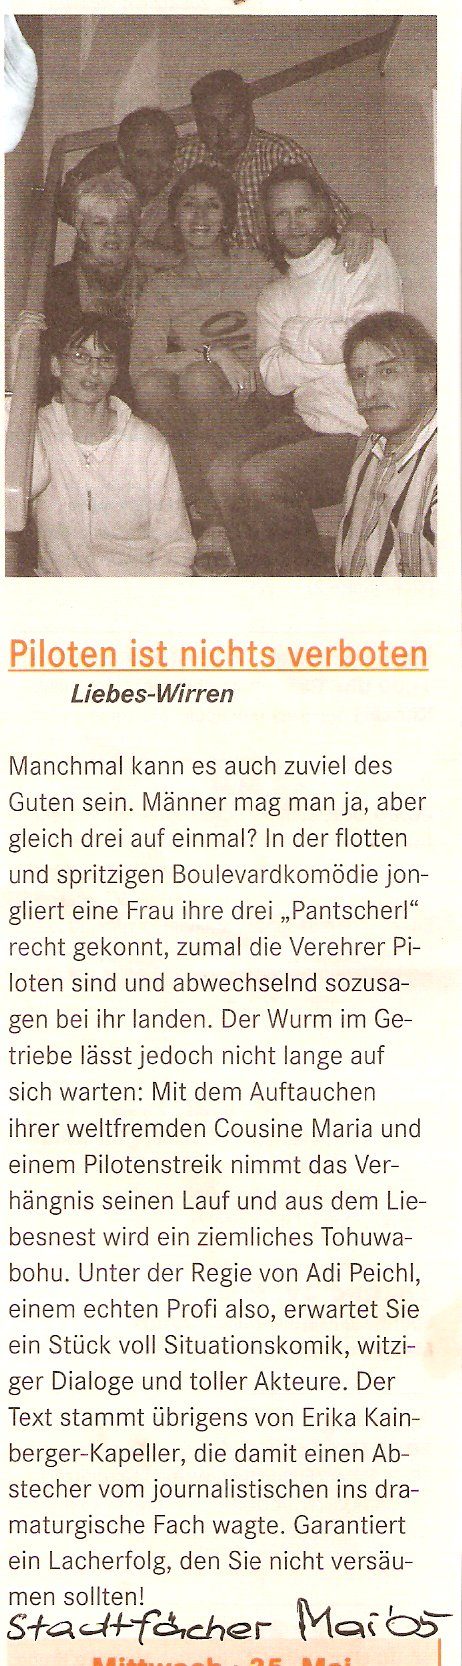 Piloten ist nichts verboten
Liebes-Wirren
Manchmal kann es auch zuviel des
Guten sein. Männer mag man ja, aber
gleich drei auf einmal? In der flotten
und spritzigen Boulevardkomödie jon-
gliert eine Frau ihre drei „Pantscherl“
recht gekonnt, zumal die Verehrer Pi-
loten sind und abwechselnd sozusa-
gen bei ihr landen. Der Wurm im Ge-
triebe lässt jedoch nicht lange auf
sich warten: Mit dem Auftauchen
ihrer weltfremden Cousine Maria und
einem Pilotenstreik nimmt das Ver-
hängnis seinen Lauf und aus dem Lie-
besnest wird ein ziemliches Tohuwa-
bohu. Unter der Regie von Adi Peichl,
einem echten Profi also, erwartet Sie
ein Stück voll Situationskomik, witzi-
ger Dialoge und toller Akteure. Der
Text stammt übrigens von Erika Kain-
berger-Kapeller, die damit einen Ab-
stecher vom journalistischen ins dra-
maturgische Fach wagte. Garantiert
ein Lacherfolg, den Sie nicht versäu-
men sollten!
Stadtfächer Mai '05
Mittwoch · 25. Mai